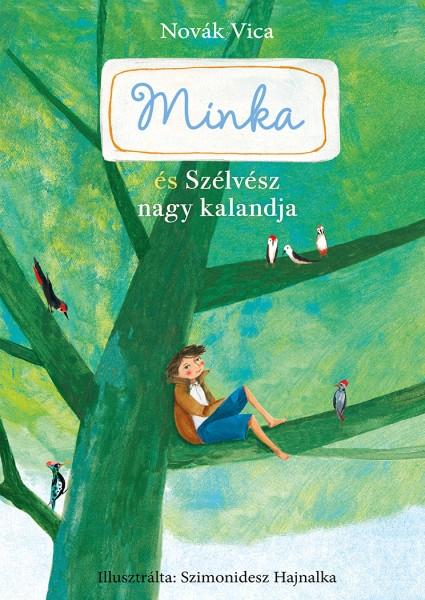 Novák Vica
Minka
és Szélvész
nagy kalandja
Illusztrálta: Szimonidesz Hajnalka